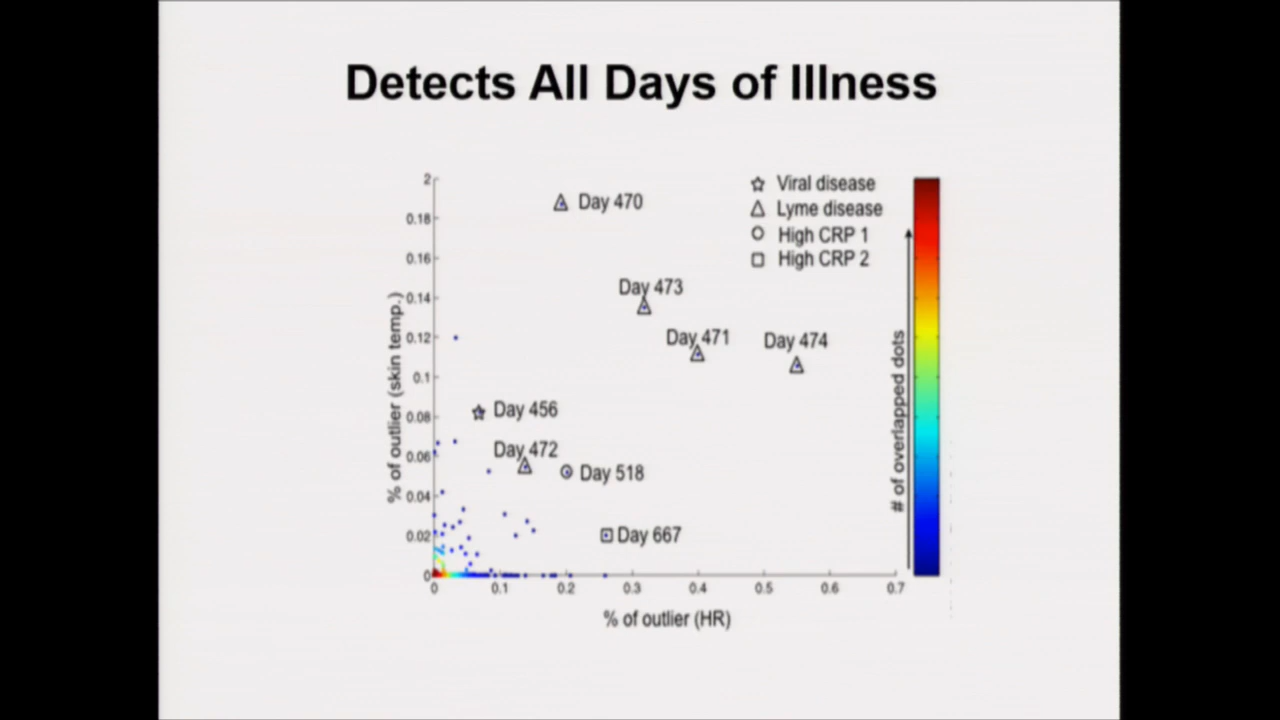 Detects All Days of Illness
Viral disease
Lyme disease
High CRP 1
High CRP 2
Day 470
Day 473
Day 471
Day 474
Day 456
Day 472
Day 518
Day 667
% of outlier (skin temp.)
2
0.18
0.16
0.14
0.12
0.1
0.08
0.06
0.04
0.02
0
0 0.1 0.2 0.3 0.4 0.5 0.6 0.7
% of outlier (HR)
# of overlapped dots